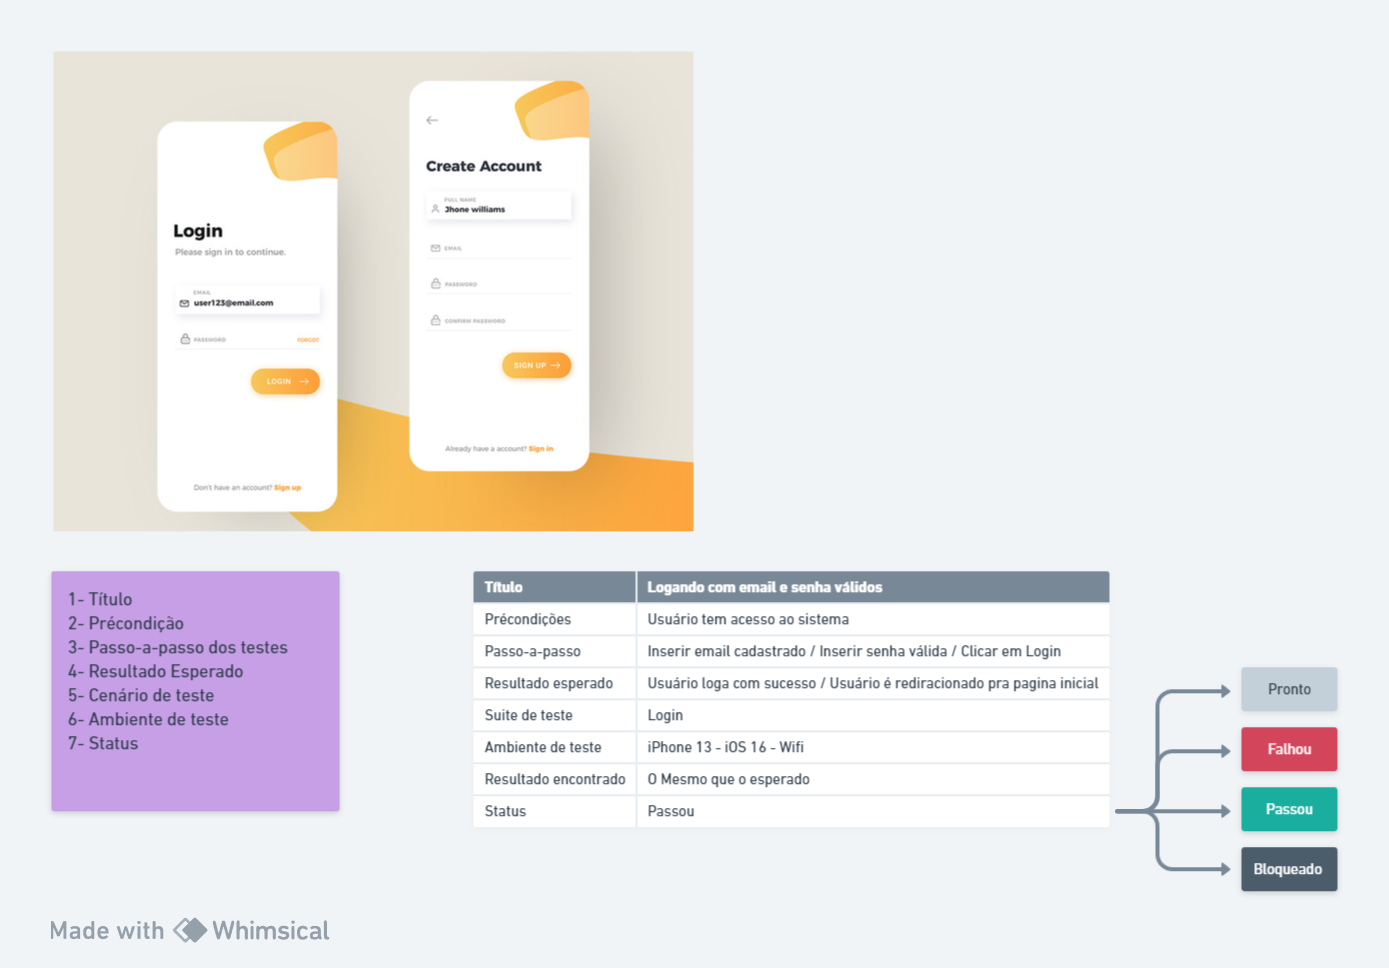 Login
Please sign in to continue.
EMAIL
user123@email.com
PASSWORD
FORGOT
LOGIN
Don't have an account? Sign up
Create Account
FULL NAME
Jhone williams
EMAIL
PASSWORD
CONFIRM PASSWORD
SIGN UP
Already have a account? Sign in
1- Título
2- Précondição
3- Passo-a-passo dos testes
4- Resultado Esperado
5- Cenário de teste
6- Ambiente de teste
7- Status
Título Logando com email e senha válidos
Précondições Usuário tem acesso ao sistema
Passo-a-passo Inserir email cadastrado / Inserir senha válida / Clicar em Login
Resultado esperado Usuário loga com sucesso / Usuário é rediracionado pra pagina inicial
Suite de teste Login
Ambiente de teste iPhone 13 - iOS 16 - Wifi
Resultado encontrado O Mesmo que o esperado
Status Passou
Pronto
Falhou
Passou
Bloqueado
Made with Whimsical